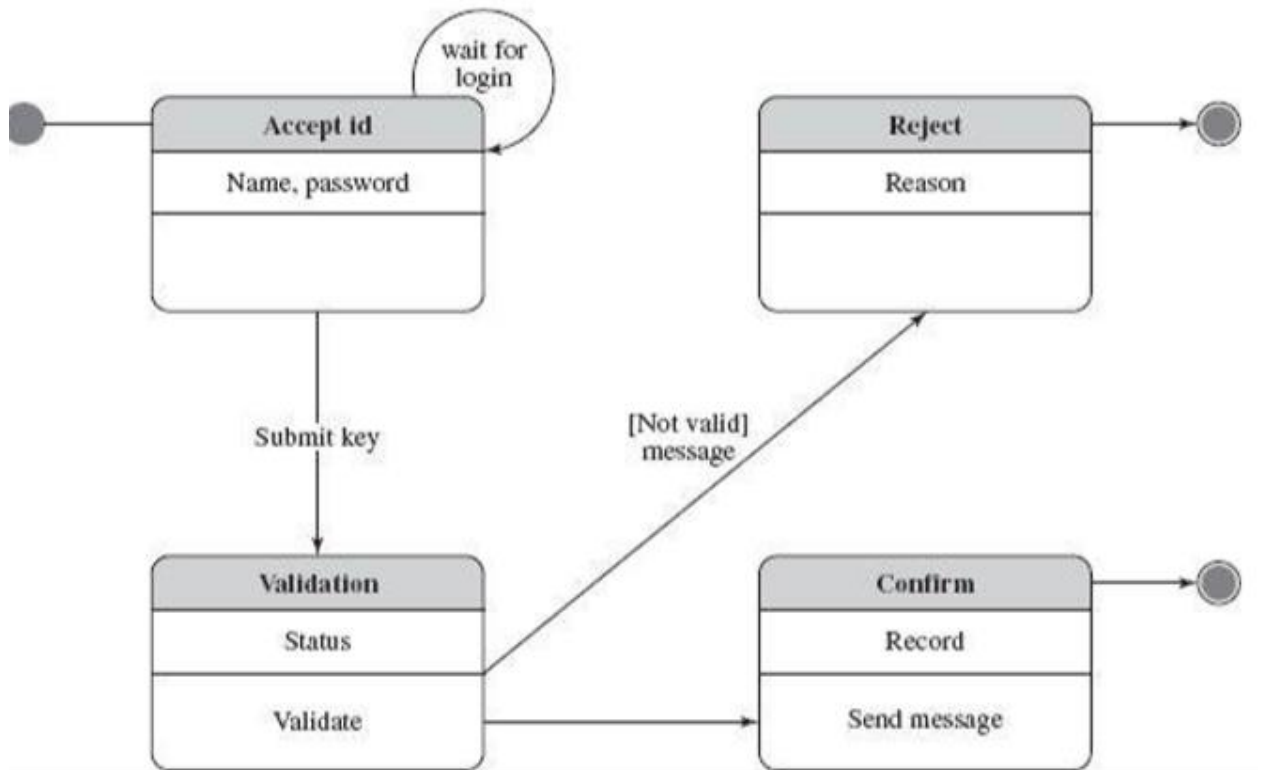 wait for
login
Accept id
Name, password
Reject
Reason
Submit key
[Not valid]
message
Validation
Status
Validate
Confirm
Record
Send message